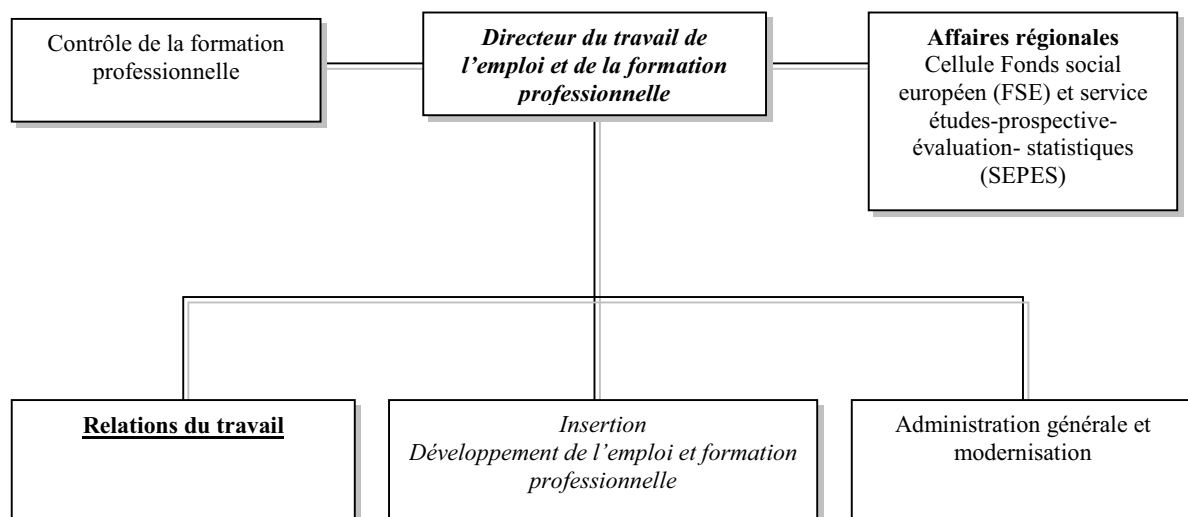 Contrôle de la formation
professionnelle
Directeur du travail de
l’emploi et de la formation
professionnelle
Affaires régionales
Cellule Fonds social
européen (FSE) et service
études-prospective-
évaluation- statistiques
(SEPES)
Relations du travail
Insertion
Développement de l’emploi et formation
professionnelle
Administration générale et
modernisation